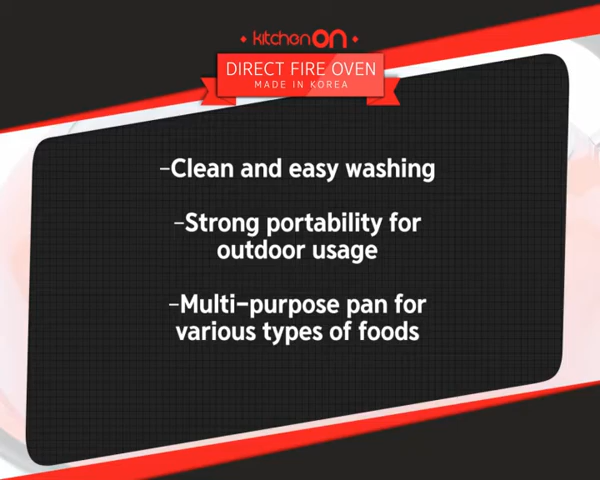 kitchenON
DIRECT FIRE OVEN
MADE IN KOREA
-Clean and easy washing
-Strong portability for
outdoor usage
-Multi-purpose pan for
various types of foods